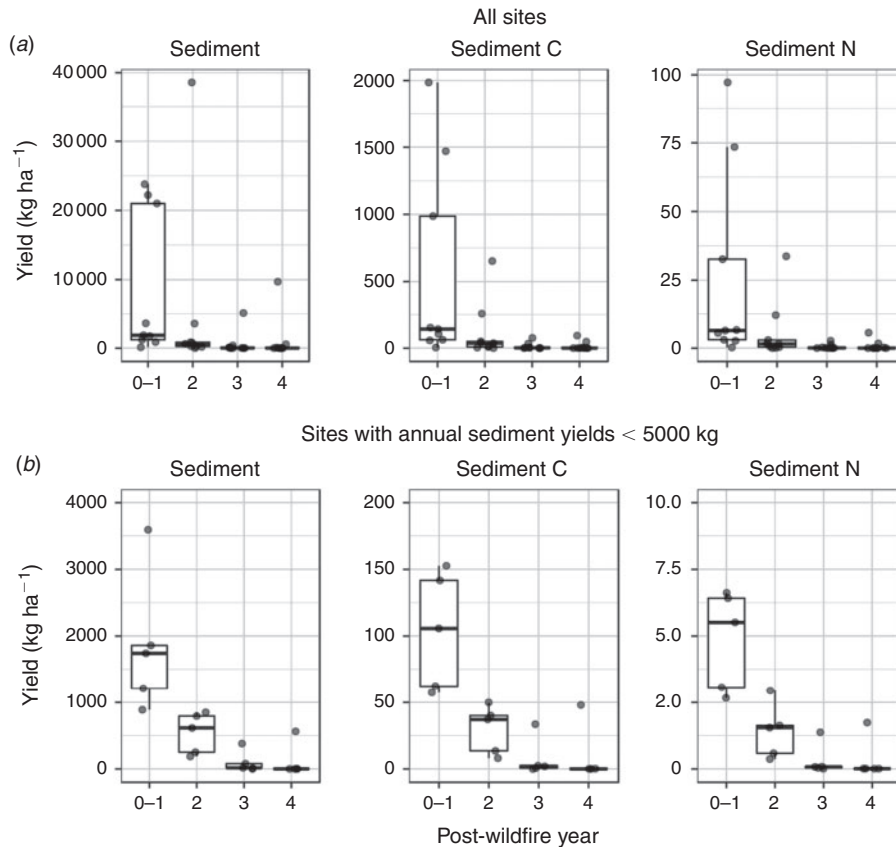 All sites
(a)
Sediment
Sediment C
Sediment N
Yield (kg ha−1)
40 000
30 000
20 000
10 000
0
0–1 2 3 4
2000
1500
1000
500
0
0–1 2 3 4
100
75
50
25
0
0–1 2 3 4
Sites with annual sediment yields < 5000 kg
(b)
Sediment
Sediment C
Sediment N
Yield (kg ha−1)
4000
3000
2000
1000
0
0–1 2 3 4
200
150
100
50
0
0–1 2 3 4
10.0
7.5
5.0
2.0
0
0–1 2 3 4
Post-wildfire year